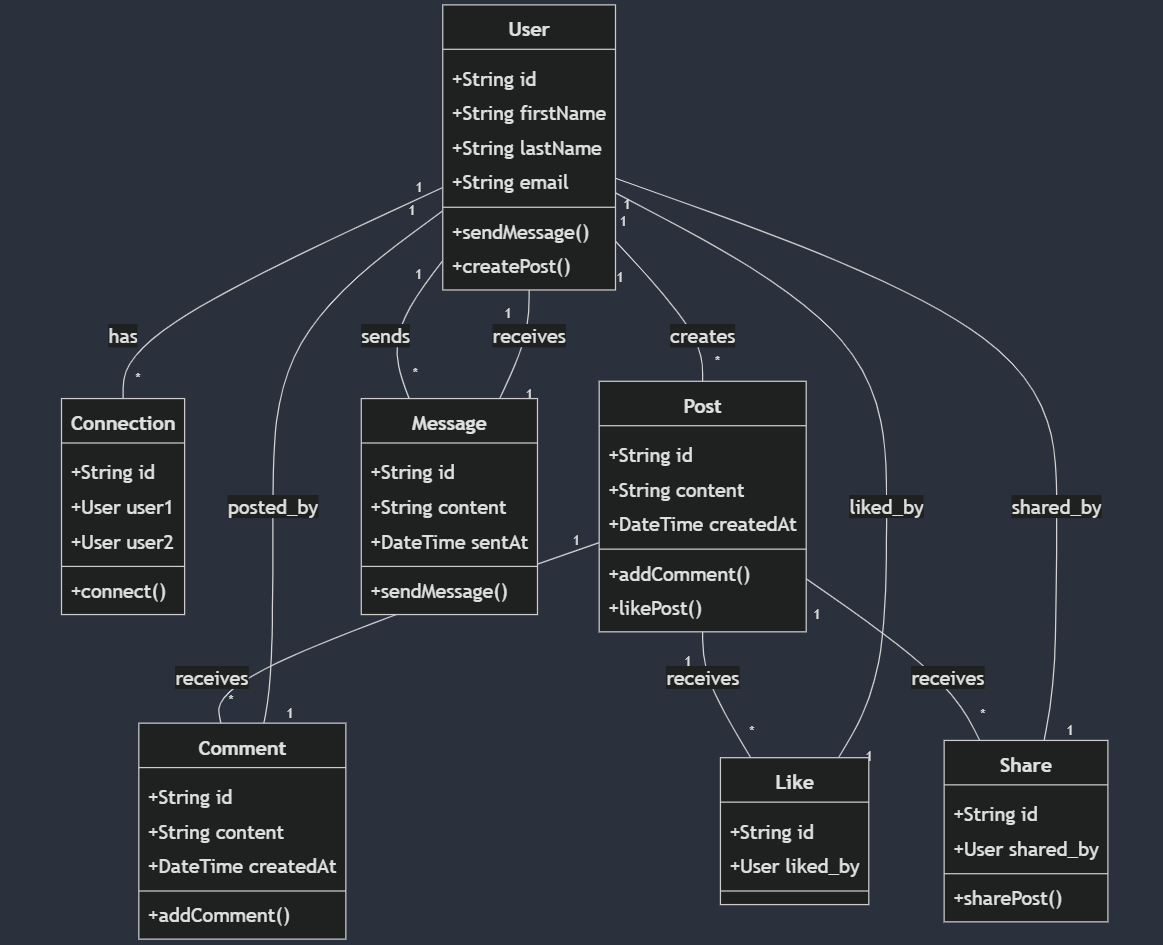 User
+String id
+String firstName
+String lastName
+String email
+sendMessage()
+createPost()
1
1
1
1
1
1
1
has
sends
receives
creates
*
*
1
*
Connection
+String id
+User user1
+User user2
+connect()
posted_by
Message
+String id
+String content
+DateTime sentAt
+sendMessage()
1
Post
+String id
+String content
+DateTime createdAt
+addComment()
+likePost()
liked_by
shared_by
1
1
receives
receives
receives
*
1
*
*
1
1
Comment
+String id
+String content
+DateTime createdAt
+addComment()
Like
+String id
+User liked_by
Share
+String id
+User shared_by
+sharePost()